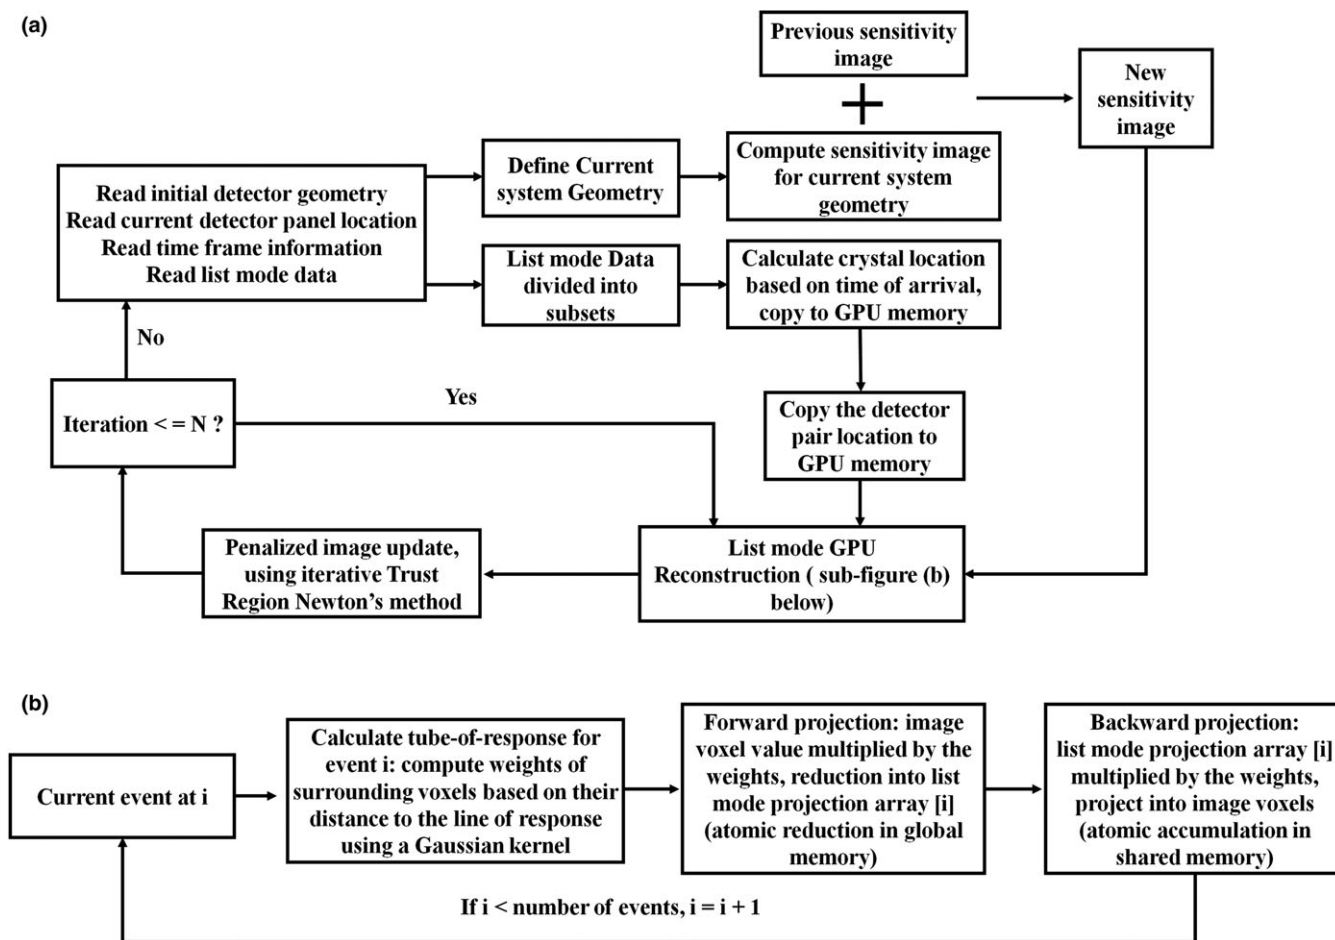 (a)
Previous sensitivity
image
+
New
sensitivity
image
Read initial detector geometry
Read current detector panel location
Read time frame information
Read list mode data
Define Current
system Geometry
Compute sensitivity image
for current system
geometry
List mode Data
divided into
subsets
Calculate crystal location
based on time of arrival,
copy to GPU memory
No
Iteration < = N ?
Yes
Copy the detector
pair location to
GPU memory
Penalized image update,
using iterative Trust
Region Newton's method
List mode GPU
Reconstruction ( sub-figure (b)
below)
(b)
Current event at i
Calculate tube-of-response for
event i: compute weights of
surrounding voxels based on their
distance to the line of response
using a Gaussian kernel
Forward projection: image
voxel value multiplied by the
weights, reduction into list
mode projection array [i]
(atomic reduction in global
memory)
Backward projection:
list mode projection array [i]
multiplied by the weights,
project into image voxels
(atomic accumulation in
shared memory)
If i < number of events, i = i + 1